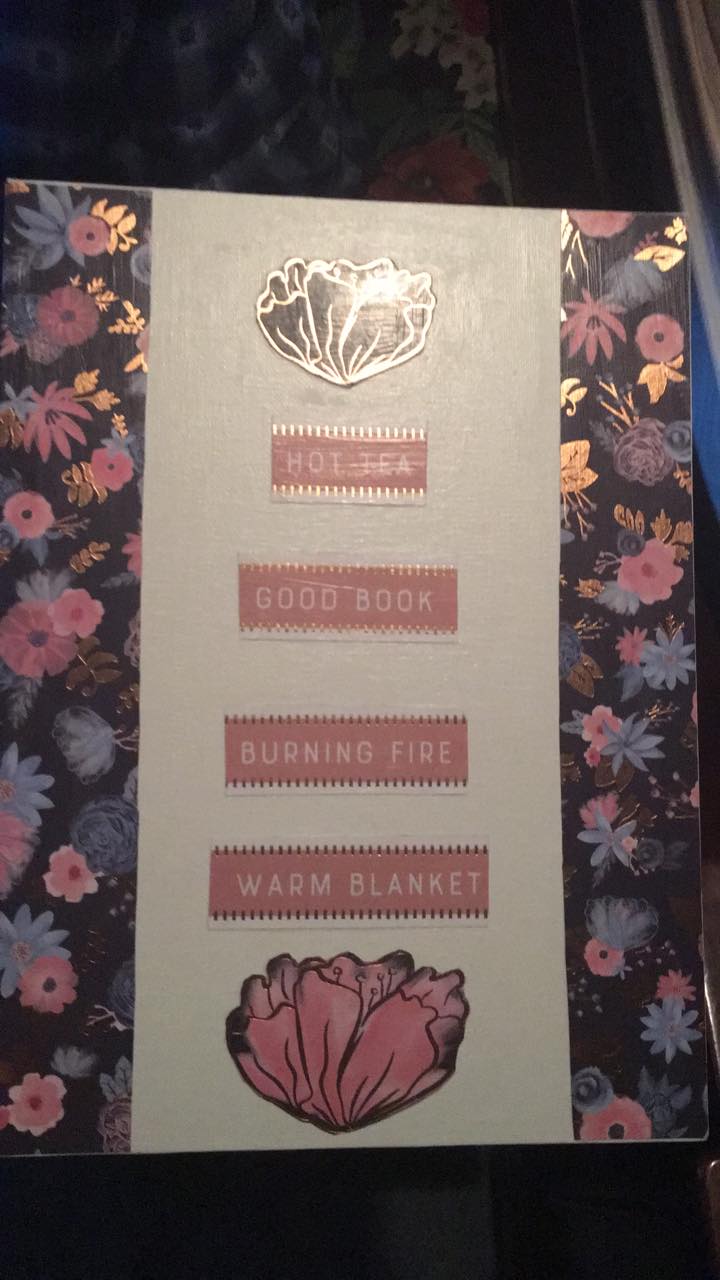 HOT TEA
GOOD BOOK
BURNING FIRE
WARM BLANKET